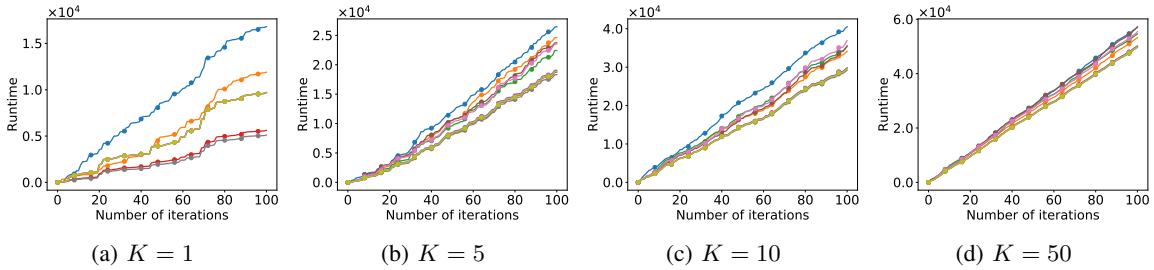 ×10⁴
1.5
1.0
0.5
0.0
Runtime
0 20 40 60 80 100
Number of iterations
(a) K = 1
×10⁴
2.5
2.0
1.5
1.0
0.5
0.0
Runtime
0 20 40 60 80 100
Number of iterations
(b) K = 5
×10⁴
4.0
3.0
2.0
1.0
0.0
Runtime
0 20 40 60 80 100
Number of iterations
(c) K = 10
×10⁴
6.0
4.0
2.0
0.0
Runtime
0 20 40 60 80 100
Number of iterations
(d) K = 50